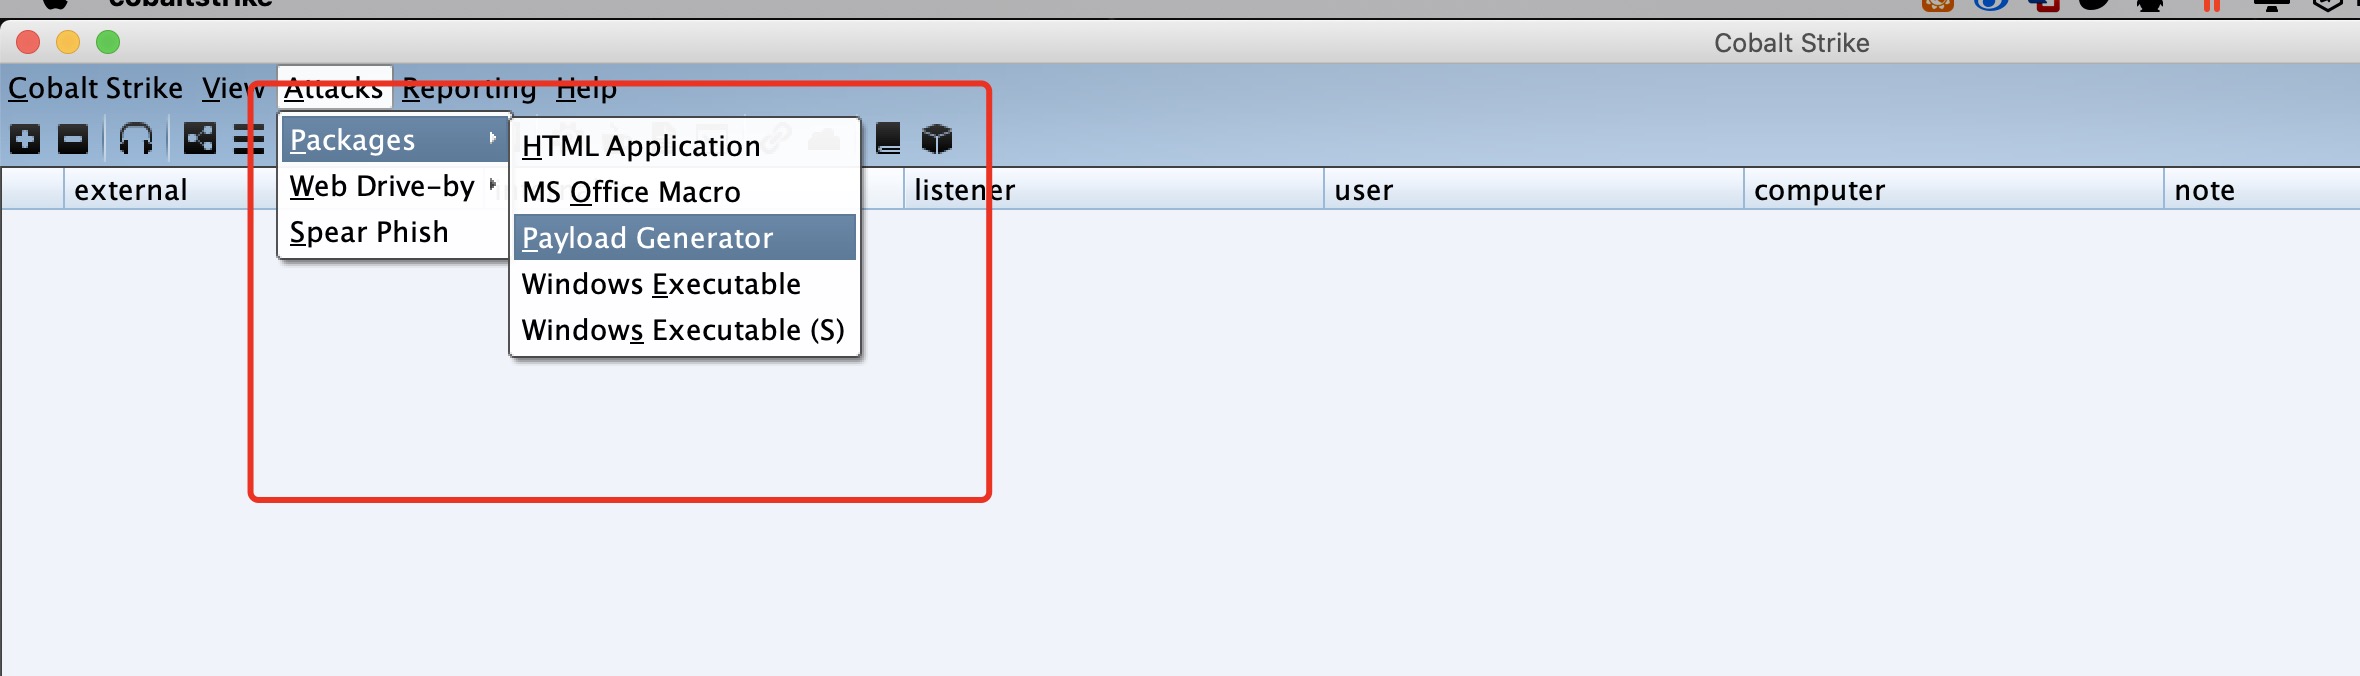 cobaltstrike
Cobalt Strike
Cobalt Strike View Attacks Reporting Help
Packages
Web Drive-by
Spear Phish
HTML Application
MS Office Macro
Payload Generator
Windows Executable
Windows Executable (S)
external listener user computer note